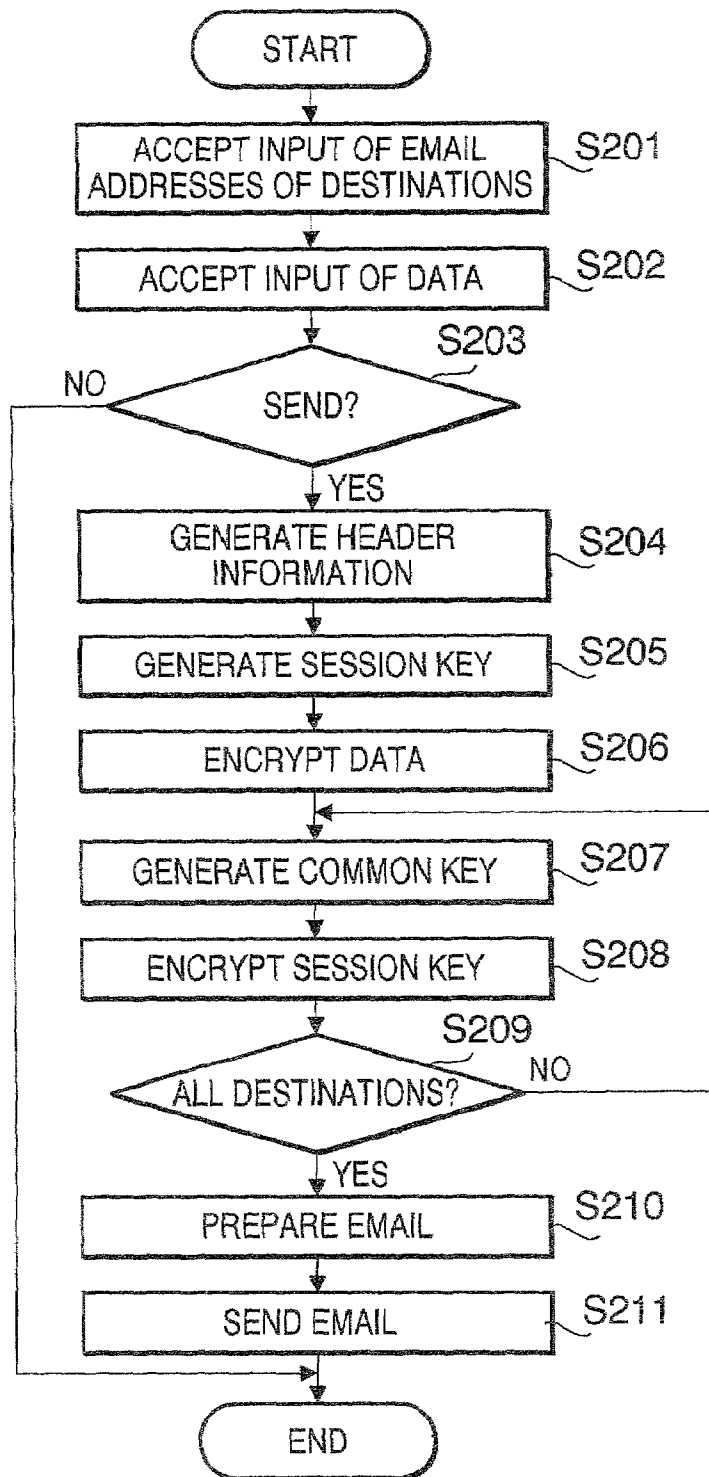 START
ACCEPT INPUT OF EMAIL
ADDRESSES OF DESTINATIONS
S201
ACCEPT INPUT OF DATA
S202
S203
NO
SEND?
YES
GENERATE HEADER
INFORMATION
S204
GENERATE SESSION KEY
S205
ENCRYPT DATA
S206
GENERATE COMMON KEY
S207
ENCRYPT SESSION KEY
S208
S209
ALL DESTINATIONS?
NO
YES
PREPARE EMAIL
S210
SEND EMAIL
S211
END